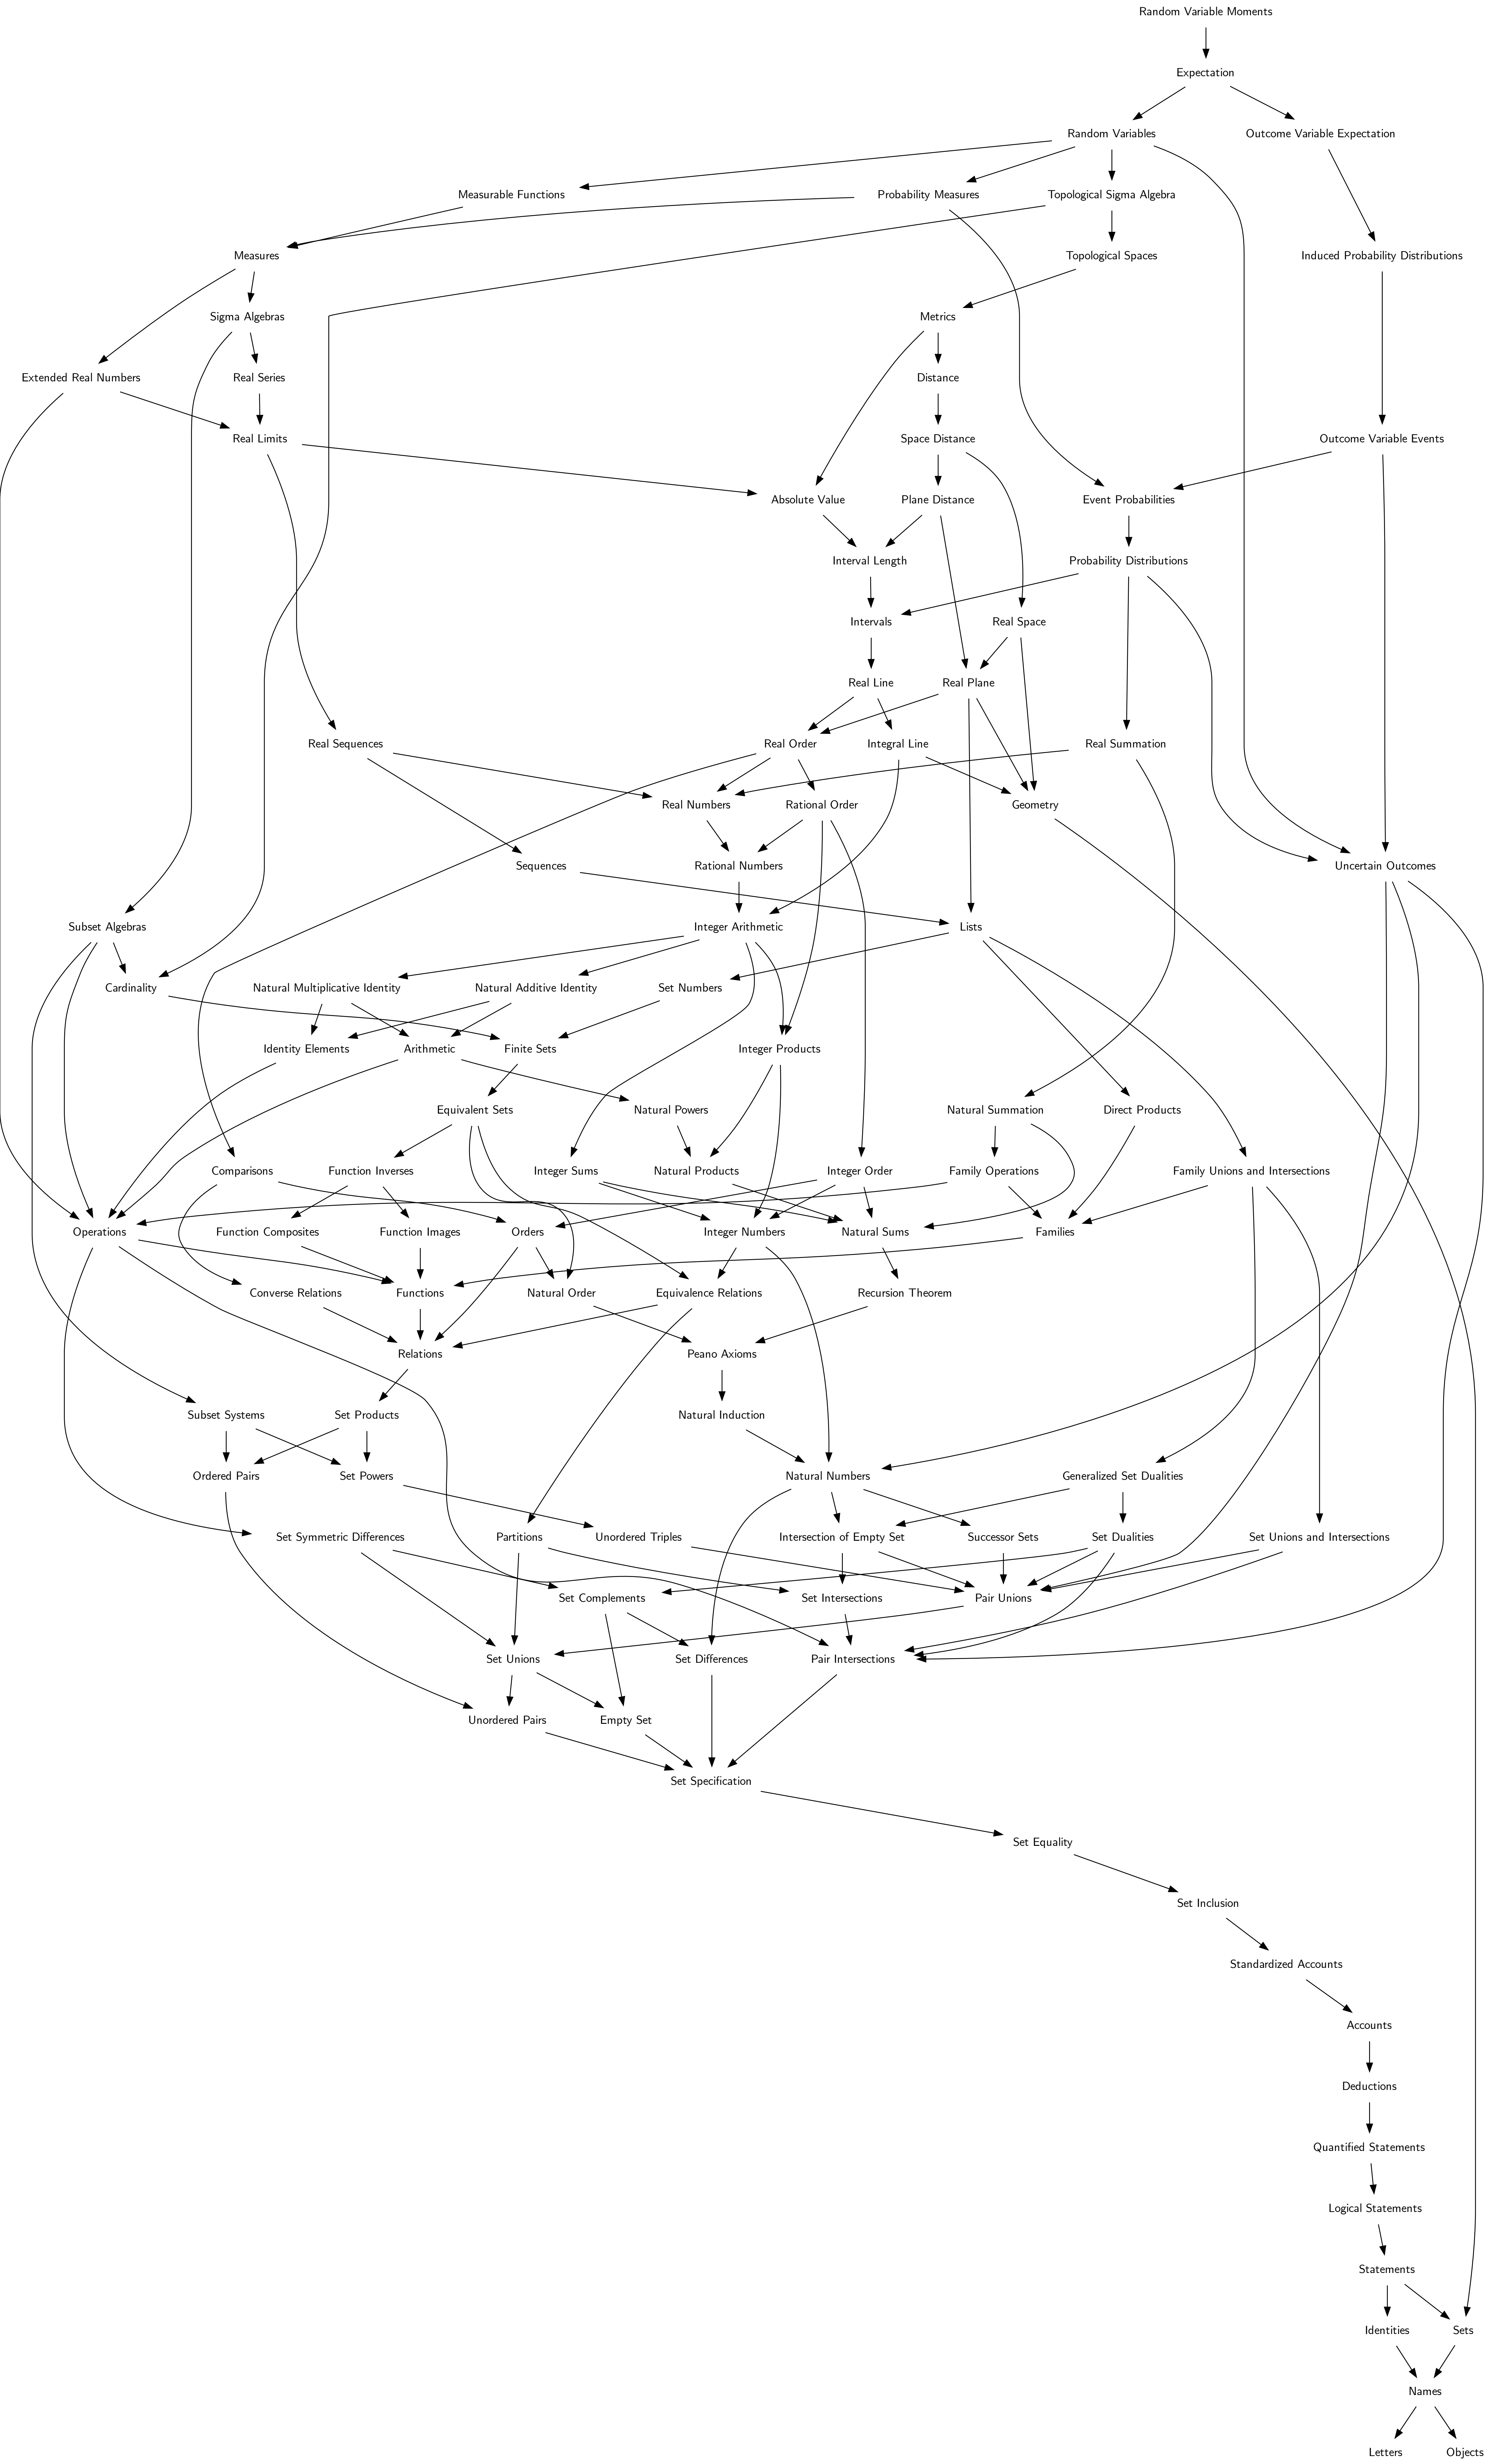 Random Variable Moments
Expectation
Random Variables
Outcome Variable Expectation
Measurable Functions
Probability Measures
Topological Sigma Algebra
Measures
Topological Spaces
Induced Probability Distributions
Sigma Algebras
Metrics
Extended Real Numbers
Real Series
Distance
Real Limits
Space Distance
Outcome Variable Events
Absolute Value
Plane Distance
Event Probabilities
Interval Length
Probability Distributions
Intervals
Real Space
Real Line
Real Plane
Real Sequences
Real Order
Integral Line
Real Summation
Real Numbers
Rational Order
Geometry
Sequences
Rational Numbers
Uncertain Outcomes
Subset Algebras
Integer Arithmetic
Lists
Cardinality
Natural Multiplicative Identity
Natural Additive Identity
Set Numbers
Identity Elements
Arithmetic
Finite Sets
Integer Products
Equivalent Sets
Natural Powers
Natural Summation
Direct Products
Comparisons
Function Inverses
Integer Sums
Natural Products
Integer Order
Family Operations
Family Unions and Intersections
Operations
Function Composites
Function Images
Orders
Integer Numbers
Natural Sums
Families
Converse Relations
Functions
Natural Order
Equivalence Relations
Recursion Theorem
Relations
Peano Axioms
Subset Systems
Set Products
Natural Induction
Ordered Pairs
Set Powers
Natural Numbers
Generalized Set Dualities
Set Symmetric Differences
Partitions
Unordered Triples
Intersection of Empty Set
Successor Sets
Set Dualities
Set Unions and Intersections
Set Complements
Set Intersections
Pair Unions
Set Unions
Set Differences
Pair Intersections
Unordered Pairs
Empty Set
Set Specification
Set Equality
Set Inclusion
Standardized Accounts
Accounts
Deductions
Quantified Statements
Logical Statements
Statements
Identities
Sets
Names
Letters
Objects